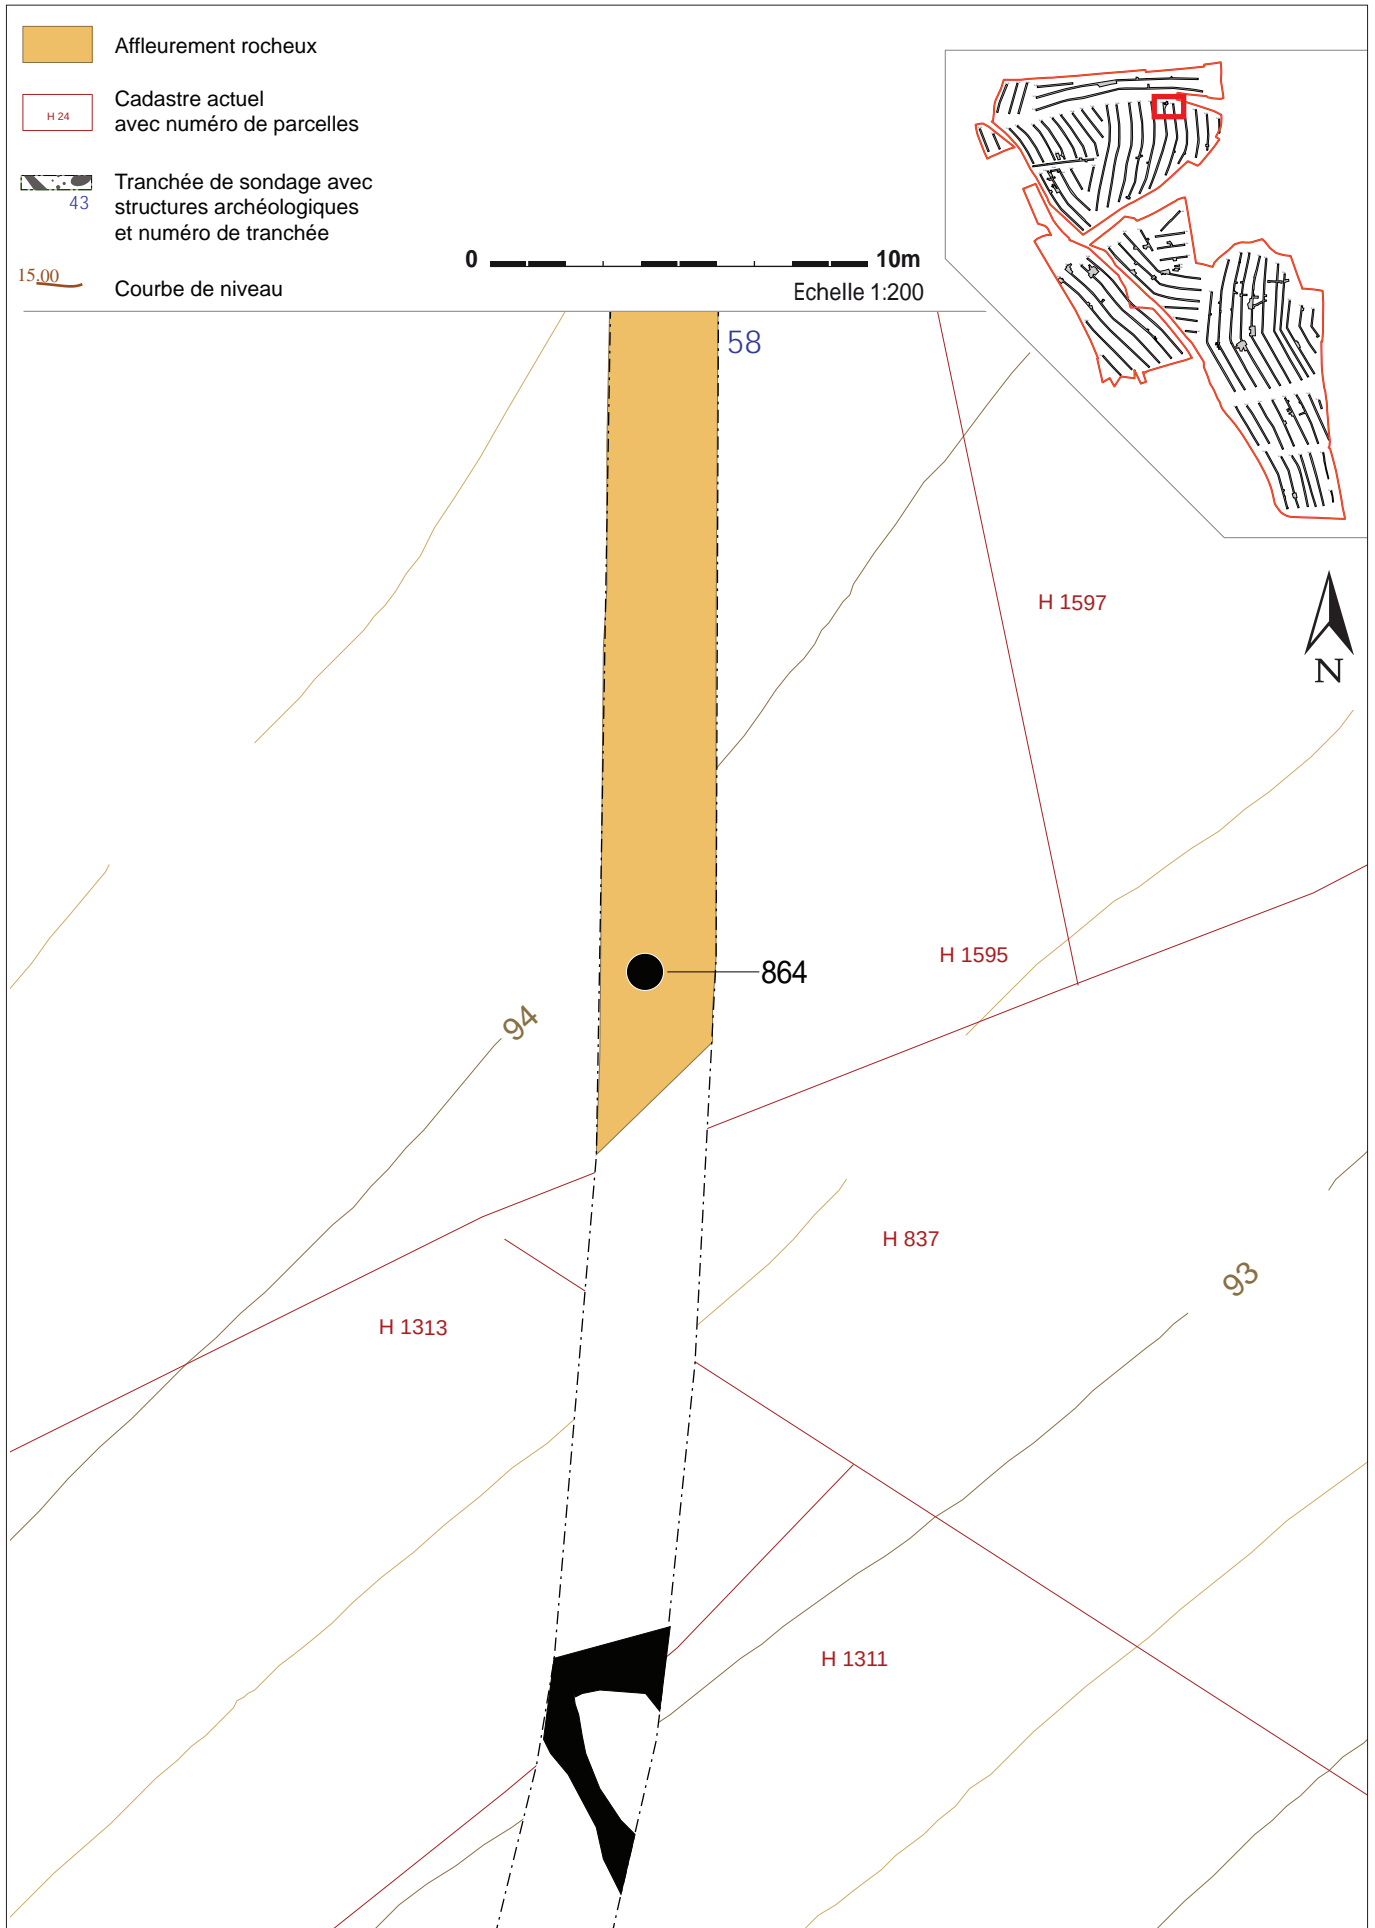 Affleurement rocheux
H 24
Cadastre actuel
avec numéro de parcelles
43
Tranchée de sondage avec
structures archéologiques
et numéro de tranchée
15.00
Courbe de niveau
0
10m
Echelle 1:200
58
H 1597
N
H 1595
864
94
H 837
93
H 1313
H 1311